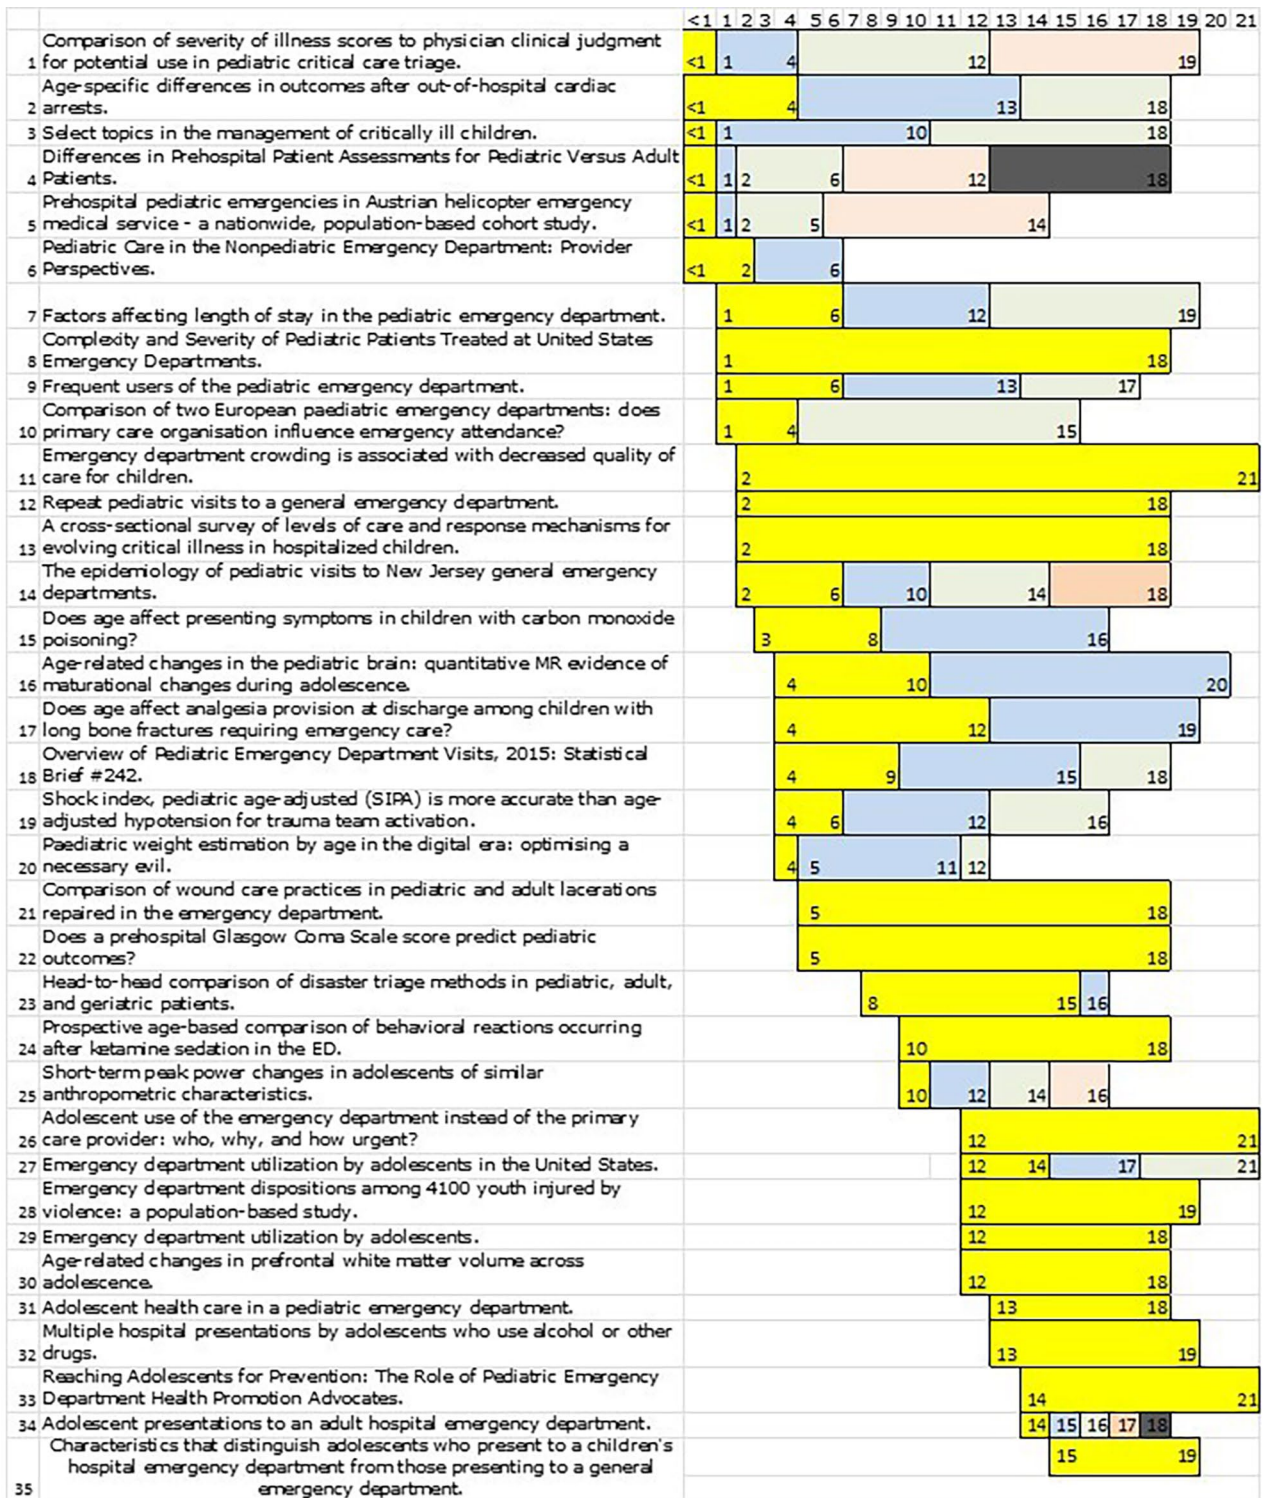 <1 1 2 3 4 5 6 7 8 9 10 11 12 13 14 15 16 17 18 19 20 21
Comparison of severity of illness scores to physician clinical judgment
1 for potential use in pediatric critical care triage. <1 1 4 12 19
Age-specific differences in outcomes after out-of-hospital cardiac
2 arrests. <1 4 13 18
3 Select topics in the management of critically ill children. <1 1 10 18
Differences in Prehospital Patient Assessments for Pediatric Versus Adult
4 Patients. <1 1 2 6 12 18
Prehospital pediatric emergencies in Austrian helicopter emergency
5 medical service - a nationwide, population-based cohort study. <1 1 2 5 14
Pediatric Care in the Nonpediatric Emergency Department: Provider
6 Perspectives. <1 2 6
7 Factors affecting length of stay in the pediatric emergency department. 1 6 12 19
Complexity and Severity of Pediatric Patients Treated at United States
8 Emergency Departments. 1 18
9 Frequent users of the pediatric emergency department. 1 6 13 17
Comparison of two European paediatric emergency departments: does
10 primary care organisation influence emergency attendance? 1 4 15
Emergency department crowding is associated with decreased quality of
11 care for children. 2 21
12 Repeat pediatric visits to a general emergency department. 2 18
A cross-sectional survey of levels of care and response mechanisms for
13 evolving critical illness in hospitalized children. 2 18
The epidemiology of pediatric visits to New Jersey general emergency
14 departments. 2 6 10 14 18
Does age affect presenting symptoms in children with carbon monoxide
15 poisoning? 3 8 16
Age-related changes in the pediatric brain: quantitative MR evidence of
16 maturational changes during adolescence. 4 10 20
Does age affect analgesia provision at discharge among children with
17 long bone fractures requiring emergency care? 4 12 19
Overview of Pediatric Emergency Department Visits, 2015: Statistical
18 Brief #242. 4 9 15 18
Shock index, pediatric age-adjusted (SIPA) is more accurate than age-
19 adjusted hypotension for trauma team activation. 4 6 12 16
Paediatric weight estimation by age in the digital era: optimising a
20 necessary evil. 4 5 11 12
Comparison of wound care practices in pediatric and adult lacerations
21 repaired in the emergency department. 5 18
Does a prehospital Glasgow Coma Scale score predict pediatric
22 outcomes? 5 18
Head-to-head comparison of disaster triage methods in pediatric, adult,
23 and geriatric patients. 8 15 16
Prospective age-based comparison of behavioral reactions occurring
24 after ketamine sedation in the ED. 10 18
Short-term peak power changes in adolescents of similar
25 anthropometric characteristics. 10 12 14 16
Adolescent use of the emergency department instead of the primary
26 care provider: who, why, and how urgent? 12 21
27 Emergency department utilization by adolescents in the United States. 12 14 17 21
Emergency department dispositions among 4100 youth injured by
28 violence: a population-based study. 12 19
29 Emergency department utilization by adolescents. 12 18
Age-related changes in prefrontal white matter volume across
30 adolescence. 12 18
31 Adolescent health care in a pediatric emergency department. 13 18
Multiple hospital presentations by adolescents who use alcohol or other
32 drugs. 13 19
Reaching Adolescents for Prevention: The Role of Pediatric Emergency
33 Department Health Promotion Advocates. 14 21
34 Adolescent presentations to an adult hospital emergency department. 14 15 16 17 18
Characteristics that distinguish adolescents who present to a children's 15 19
hospital emergency department from those presenting to a general
35 emergency department.